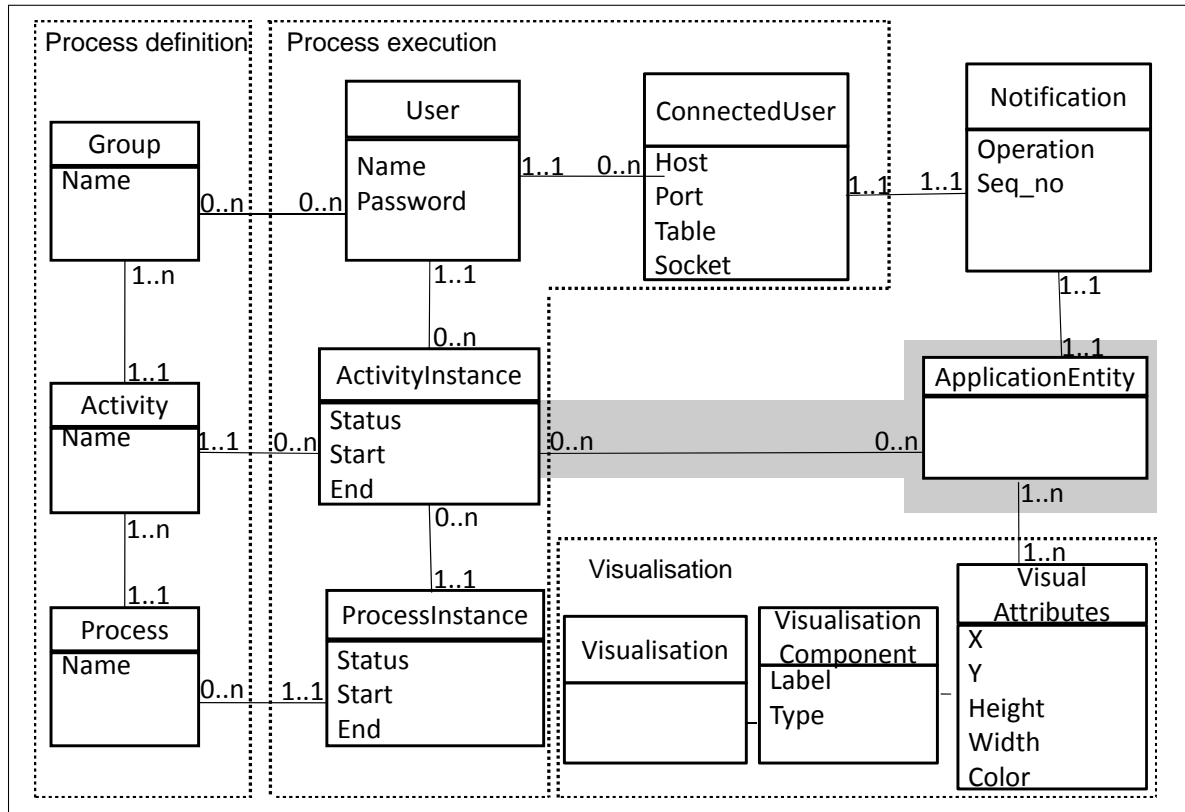 Process definition
Process execution
Group
Name
0..n
0..n
1..n
1..1
Activity
Name
1..1
0..n
1..n
1..1
Process
Name
0..n
1..1
User
Name
Password
1..1
0..n
1..1
0..n
ActivityInstance
Status
Start
End
0..n
0..n
0..n
1..1
ProcessInstance
Status
Start
End
ConnectedUser
Host
Port
Table
Socket
1..1
1..1
Notification
Operation
Seq_no
1..1
1..1
ApplicationEntity
1..n
1..n
Visualisation
Visualisation
Visualisation
Component
Label
Type
Visual
Attributes
X
Y
Height
Width
Color